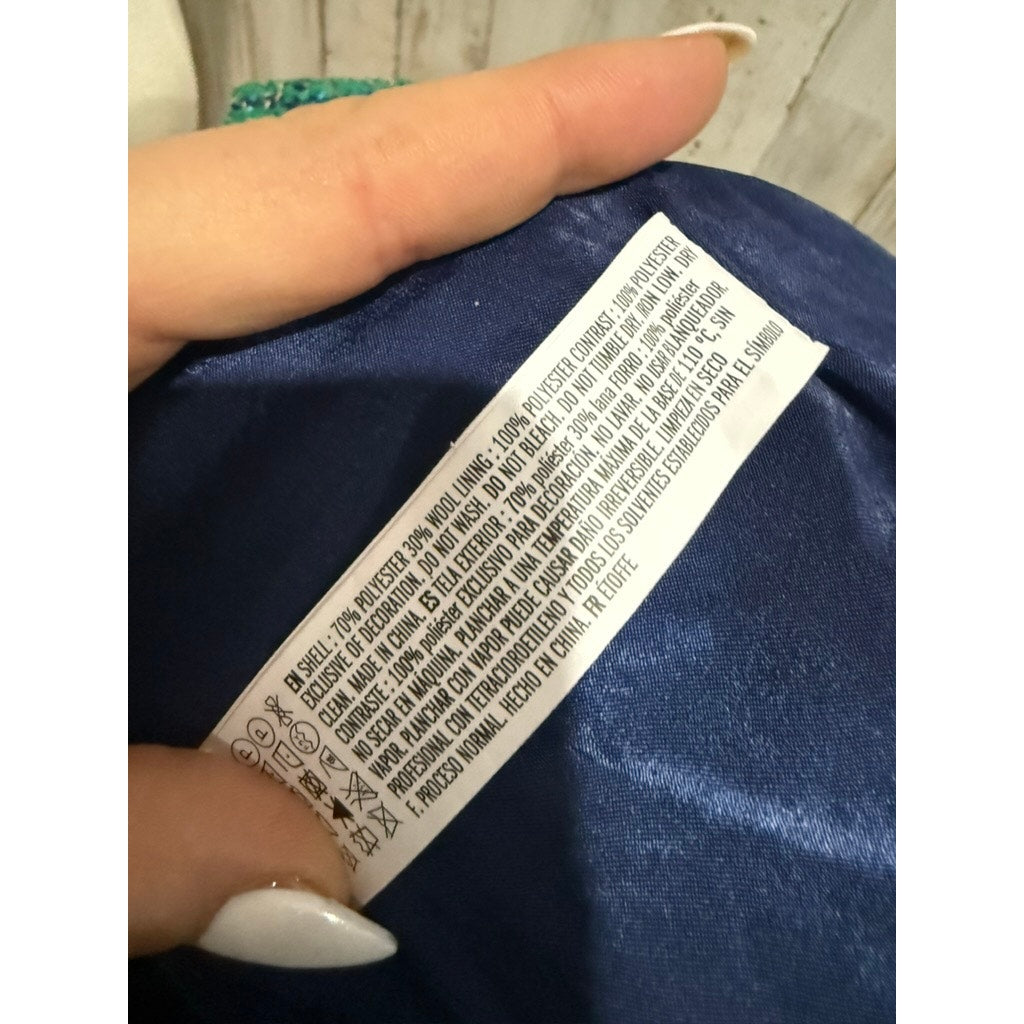 EN SHELL : 70% POLYESTER 30% WOOL LINING : 100% POLYESTER CONTRAST : 100% POLYESTER
EXCLUSIVE OF DECORATION, DO NOT WASH. DO NOT BLEACH. DO NOT TUMBLE DRY. IRON LOW. DRY
CLEAN. MADE IN CHINA. ES TELA EXTERIOR : 70% poliéster 30% lana FORRO : 100% poliéster
CONTRASTE : 100% poliéster EXCLUSIVO PARA DECORACIÓN. NO LAVAR. NO USAR BLANQUEADOR,
NO SECAR EN MÁQUINA. PLANCHAR A UNA TEMPERATURA MÁXIMA DE LA BASE DE 110 ºC, SIN
VAPOR. PLANCHAR CON VAPOR PUEDE CAUSAR DAÑO IRREVERSIBLE. LIMPIEZA EN SECO
PROFESIONAL CON TETRACLOROETILENO Y TODOS LOS SOLVENTES ESTABLECIDOS PARA EL SÍMBOLO
F. PROCESO NORMAL. HECHO EN CHINA. FR ÉTOFFE